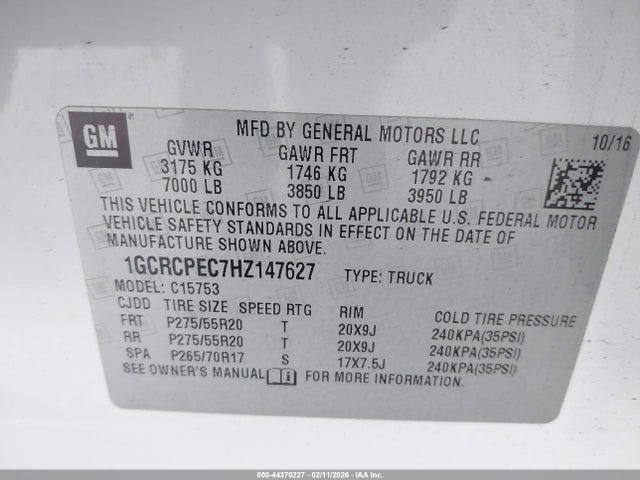 GM
MFD BY GENERAL MOTORS LLC 10/16
GVWR GAWR FRT GAWR RR
3175 KG 1746 KG 1792 KG
7000 LB 3850 LB 3950 LB
THIS VEHICLE CONFORMS TO ALL APPLICABLE U.S. FEDERAL MOTOR
VEHICLE SAFETY STANDARDS IN EFFECT ON THE DATE OF
MANUFACTURE SHOWN ABOVE.
1GCRCPEC7HZ147627 TYPE: TRUCK
MODEL: C15753
CJDD TIRE SIZE SPEED RTG RIM COLD TIRE PRESSURE
FRT P275/55R20 T 20X9J 240KPA(35PSI)
RR P275/55R20 T 20X9J 240KPA(35PSI)
SPA P265/70R17 S 17X7.5J 240KPA(35PSI)
SEE OWNER'S MANUAL FOR MORE INFORMATION.
000-44370227 - 02/11/2026 - IAAI